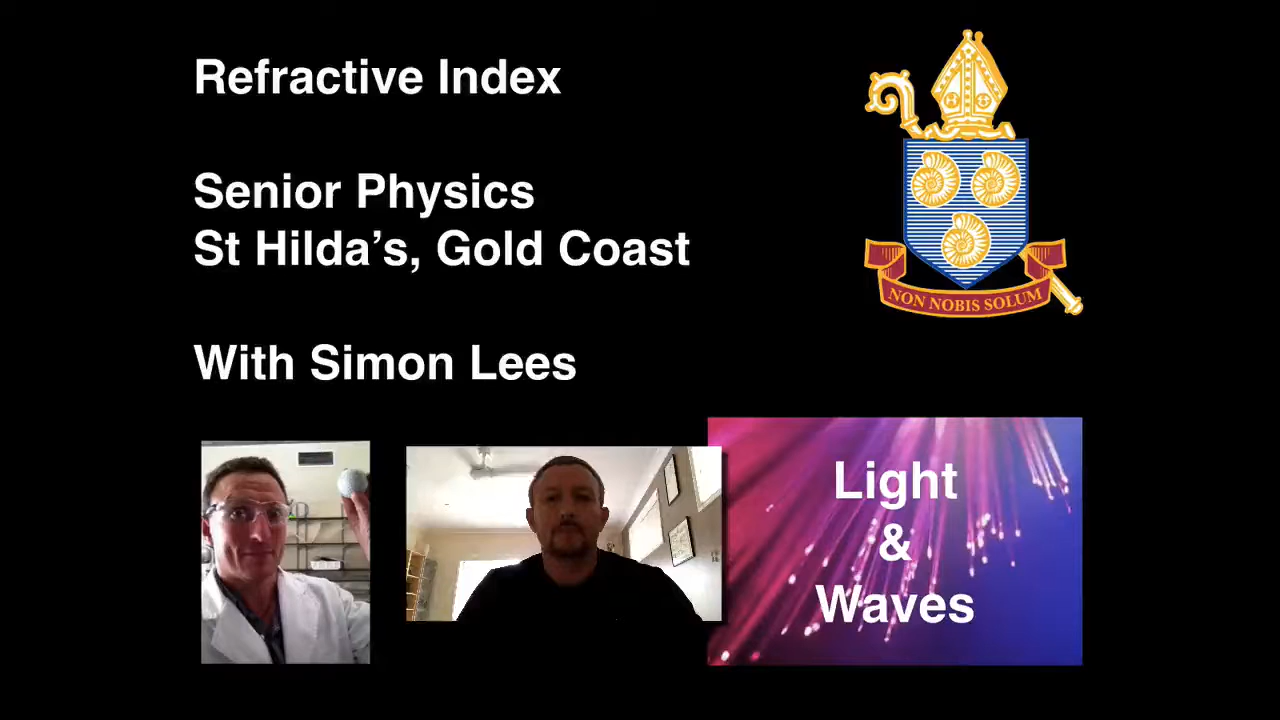 Refractive Index
Senior Physics
St Hilda’s, Gold Coast
With Simon Lees
NON NOBIS SOLUM
Light
&
Waves